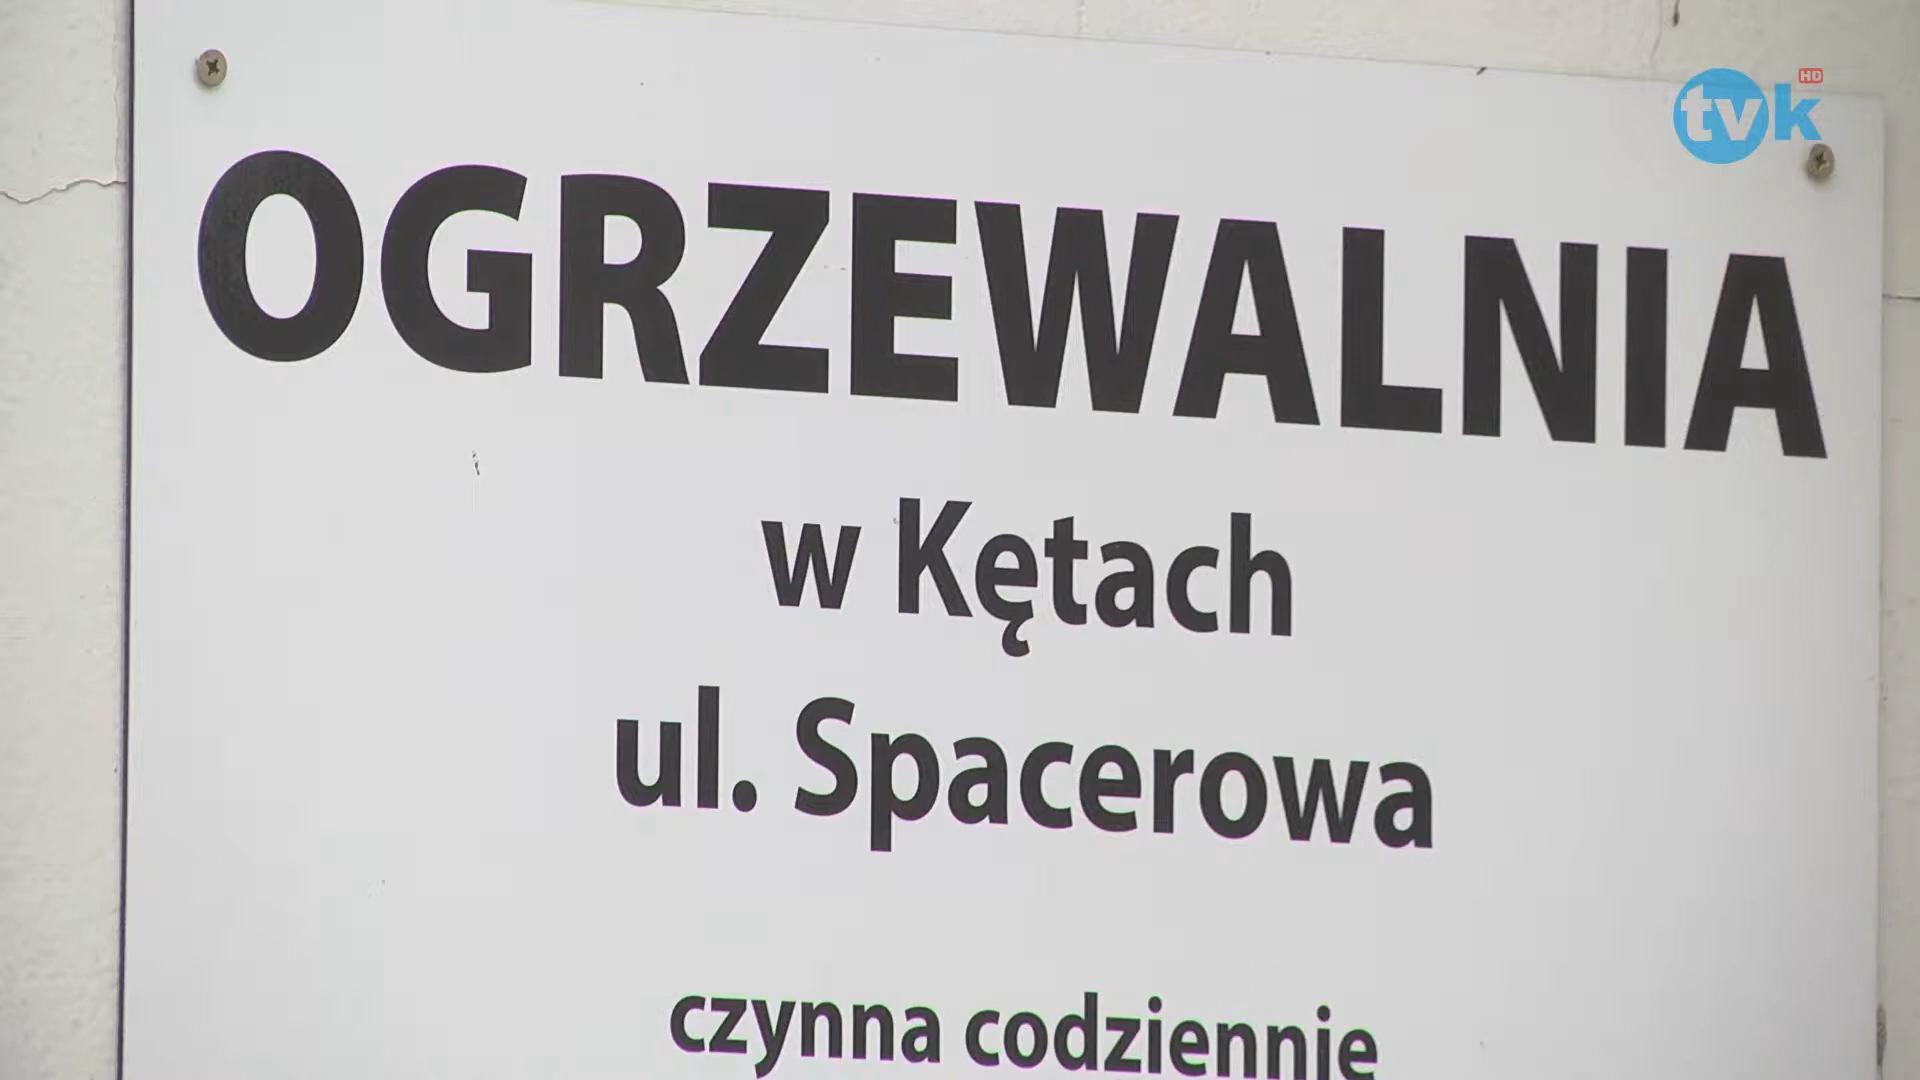 tvk HD
OGRZEWALNIA
w Kętach
ul. Spacerowa
czynna codziennie